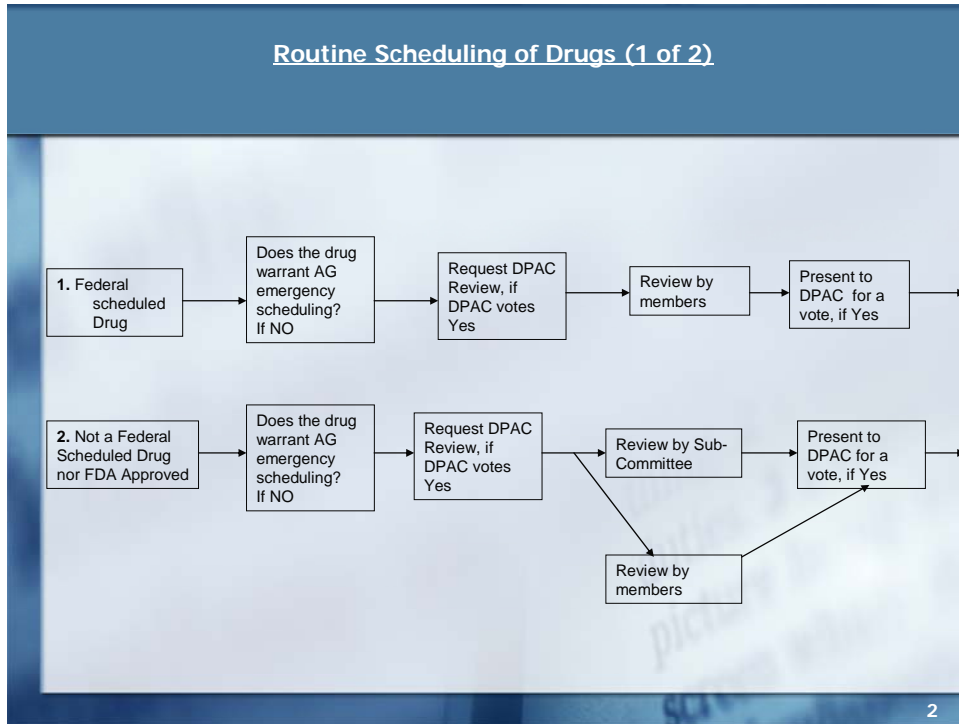 Routine Scheduling of Drugs (1 of 2)
1. Federal
scheduled
Drug
Does the drug
warrant AG
emergency
scheduling?
If NO
Request DPAC
Review, if
DPAC votes
Yes
Review by
members
Present to
DPAC for a
vote, if Yes
2. Not a Federal
Scheduled Drug
nor FDA Approved
Does the drug
warrant AG
emergency
scheduling?
If NO
Request DPAC
Review, if
DPAC votes
Yes
Review by Sub-
Committee
Review by
members
Present to
DPAC for a
vote, if Yes
picture
screen
2